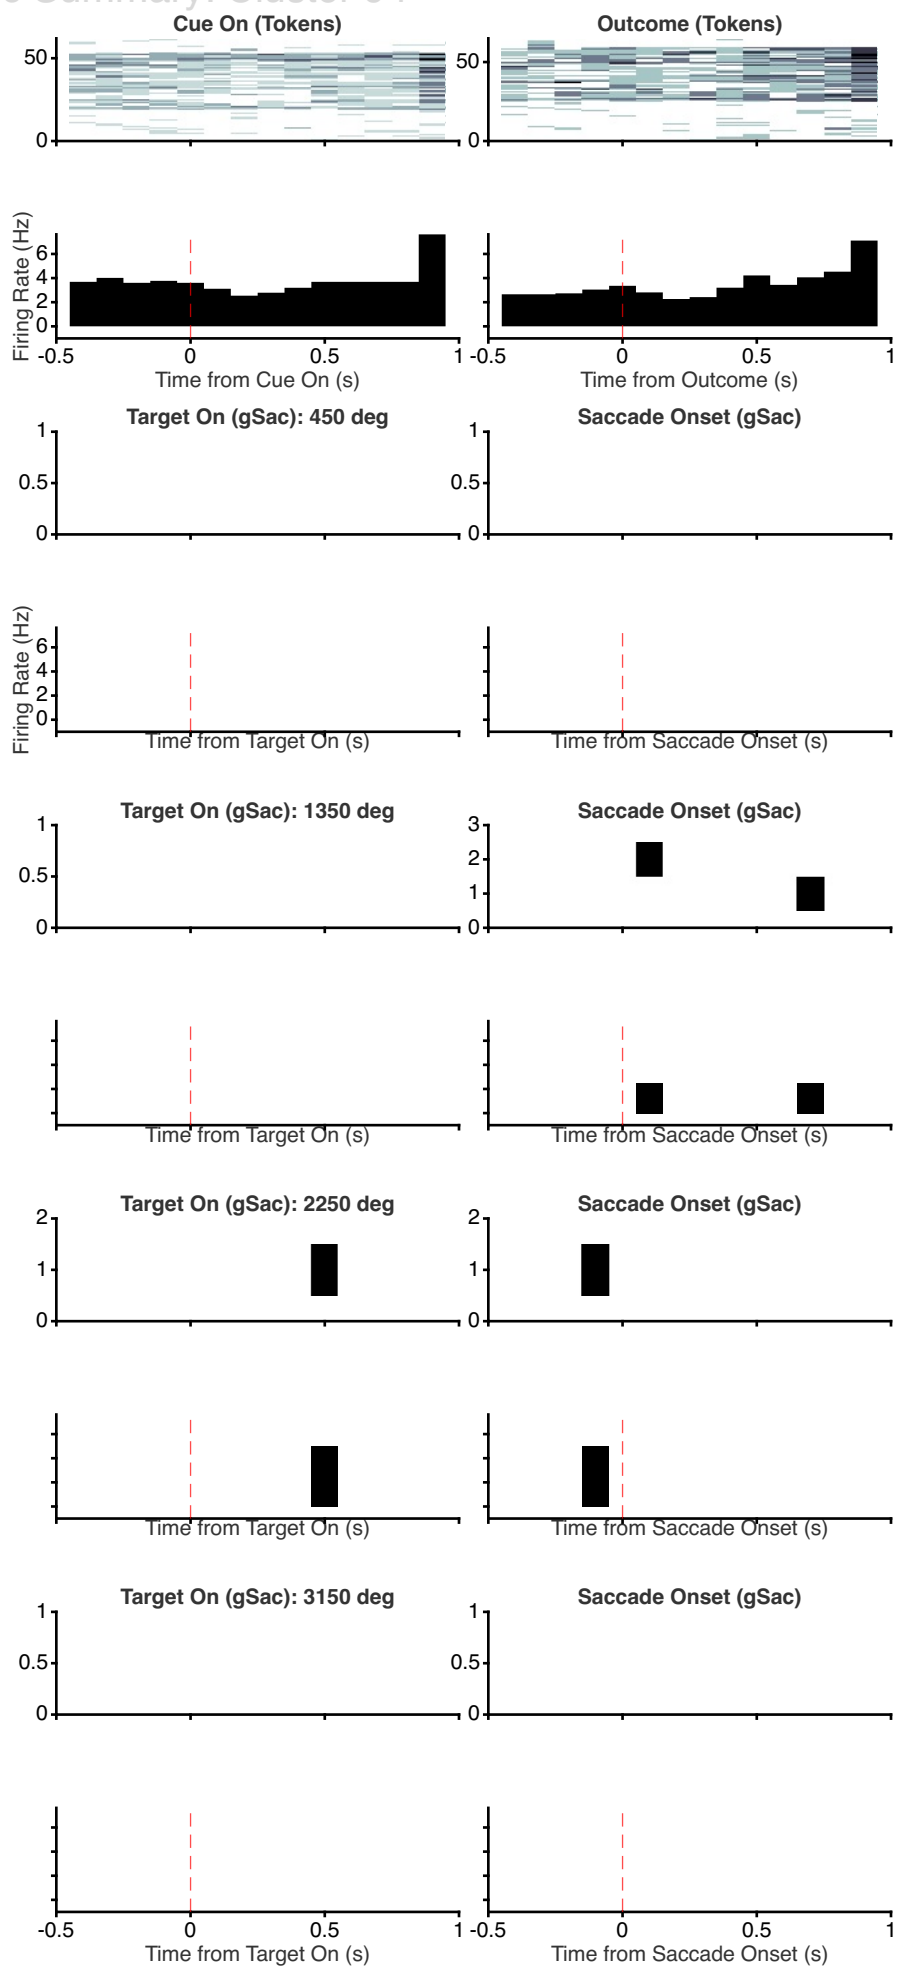 Summary: Cluster
Cue On (Tokens)
Outcome (Tokens)
50
0
50
0
Firing Rate (Hz)
6
4
2
0
-0.5 0 0.5 1
-0.5 0 0.5 1
Time from Cue On (s)
Time from Outcome (s)
Target On (gSac): 450 deg
Saccade Onset (gSac)
1
0.5
0
1
0.5
0
Firing Rate (Hz)
6
4
2
0
Time from Target On (s)
Time from Saccade Onset (s)
Target On (gSac): 1350 deg
Saccade Onset (gSac)
1
0.5
0
3
2
1
0
Time from Target On (s)
Time from Saccade Onset (s)
Target On (gSac): 2250 deg
Saccade Onset (gSac)
2
1
0
2
1
0
Time from Target On (s)
Time from Saccade Onset (s)
Target On (gSac): 3150 deg
Saccade Onset (gSac)
1
0.5
0
1
0.5
0
-0.5 0 0.5 1
-0.5 0 0.5 1
Time from Target On (s)
Time from Saccade Onset (s)